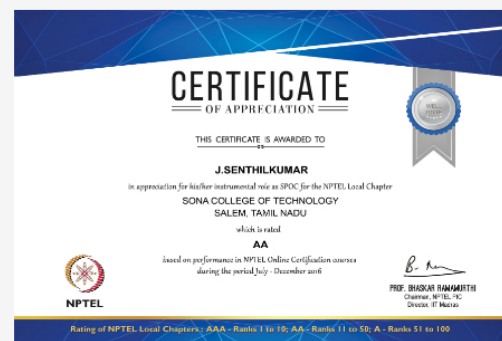 CERTIFICATE
OF APPRECIATION
THIS CERTIFICATE IS AWARDED TO
WELL
J.SENTHILKUMAR
in appreciation for his/her instrumental role as SPOC for the NPTEL Local Chapter
SONA COLLEGE OF TECHNOLOGY
SALEM, TAMIL NADU
which is rated
AA
based on performance in NPTEL Online Certification courses
during the period July - December 2016
NPTEL
PROF. BHASKAR RAMAMURTHI
Chairman, NPTEL PIC
Director, IIT Madras
Rating of NPTEL Local Chapters : AAA - Ranks 1 to 10; AA - Ranks 11 to 50; A - Ranks 51 to 100